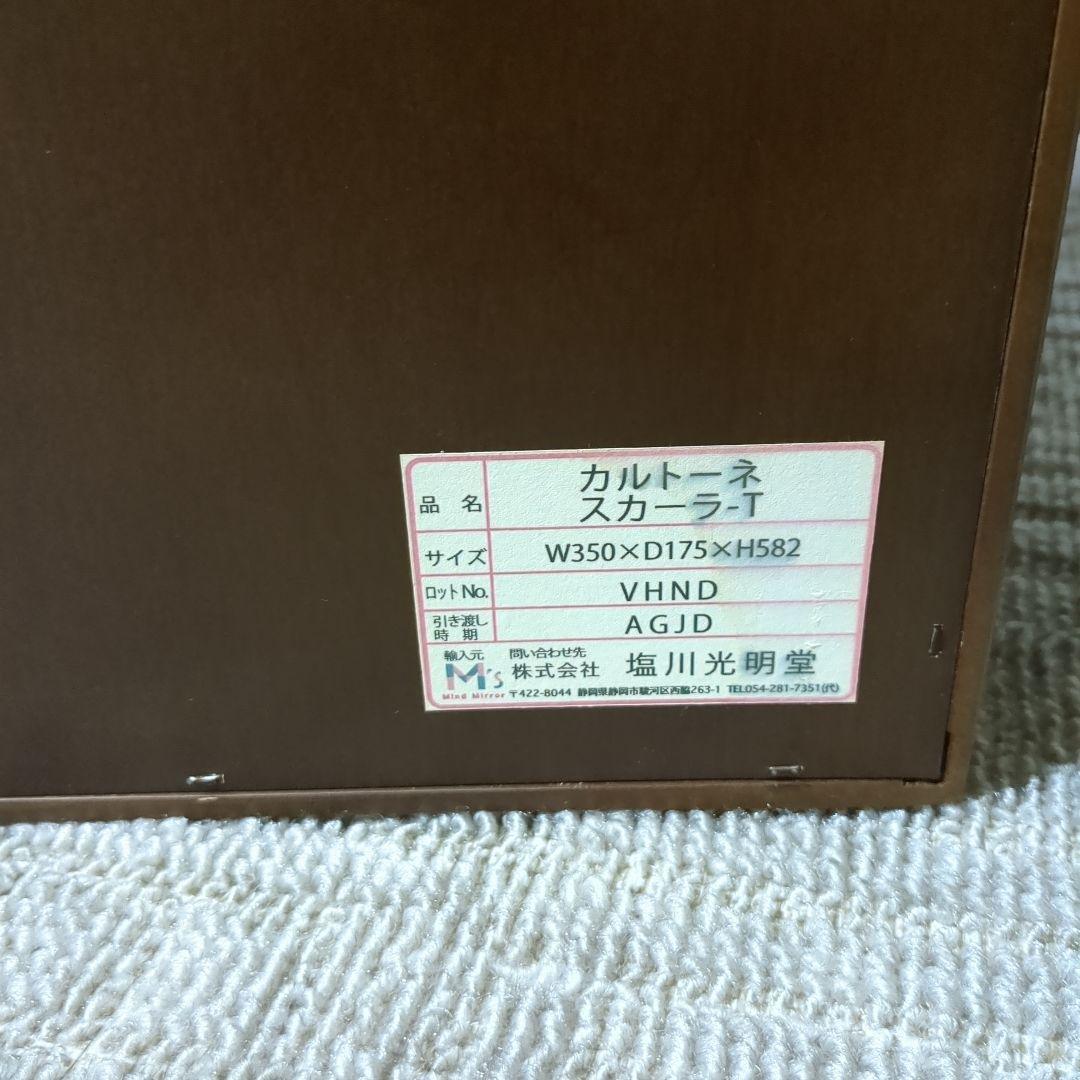 品名 カルトーネ
スカーラ-T
サイズ W350×D175×H582
ロットNo. VHND
引き渡し
時期 AGJD
輸入元 問い合わせ先
M's 株式会社 塩川光明堂
Mind Mirror 〒422-8044 静岡県静岡市駿河区西脇263-1 TEL054-281-7351(代)